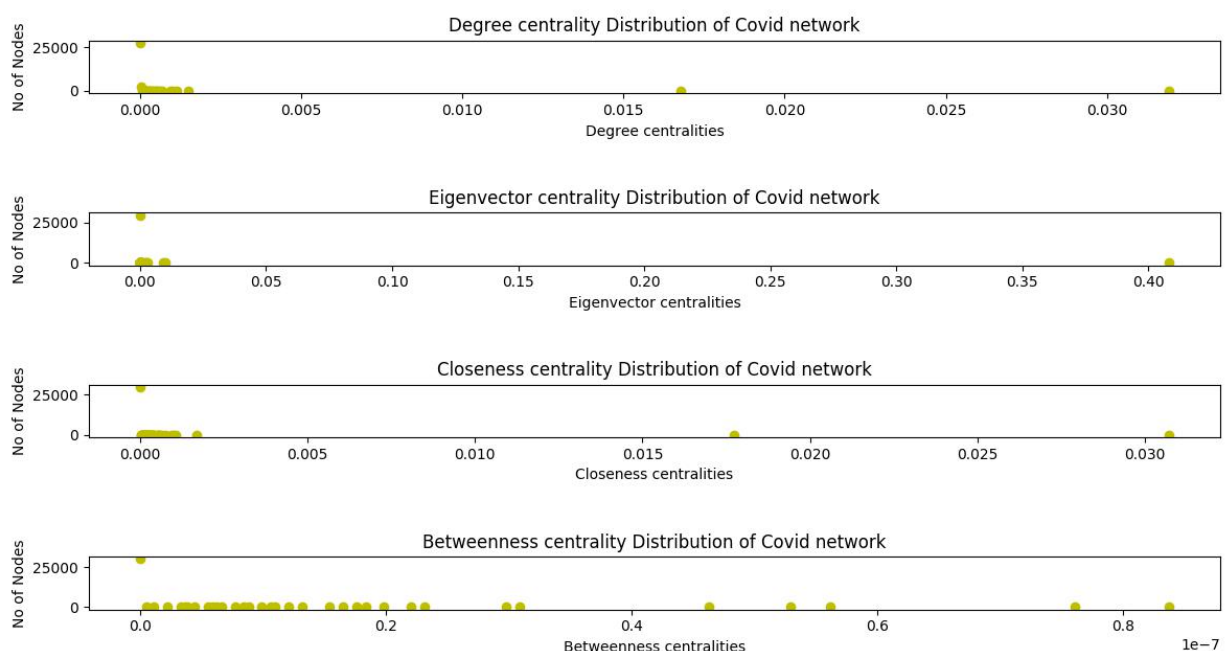 Degree centrality Distribution of Covid network
No of Nodes
25000
0
0.000 0.005 0.010 0.015 0.020 0.025 0.030
Degree centralities
Eigenvector centrality Distribution of Covid network
No of Nodes
25000
0
0.00 0.05 0.10 0.15 0.20 0.25 0.30 0.35 0.40
Eigenvector centralities
Closeness centrality Distribution of Covid network
No of Nodes
25000
0
0.000 0.005 0.010 0.015 0.020 0.025 0.030
Closeness centralities
Betweenness centrality Distribution of Covid network
No of Nodes
25000
0
0.0 0.2 0.4 0.6 0.8
1e-7
Betweenness centralities